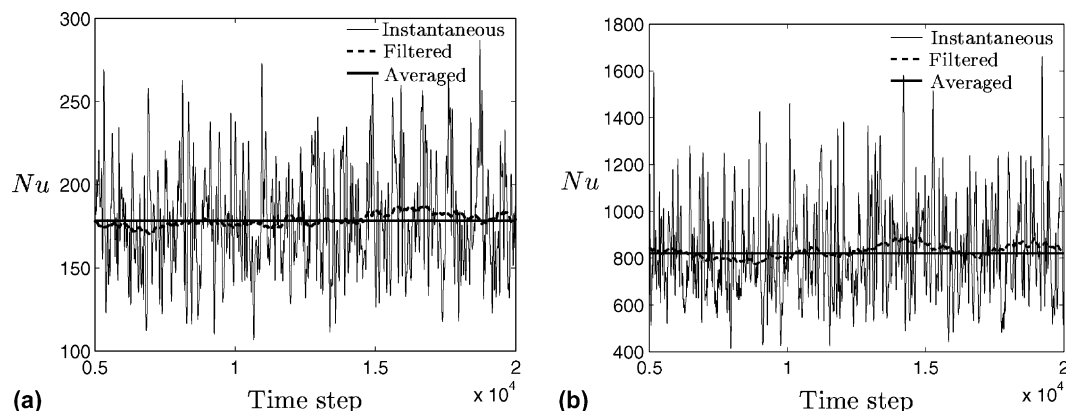 300
Instantaneous
Filtered
Averaged
250
Nu
200
150
100
0.5
1
1.5
2
x 10^4
Time step
(a)
1800
Instantaneous
Filtered
Averaged
1600
1400
1200
Nu
1000
800
600
400
0.5
1
1.5
2
x 10^4
Time step
(b)